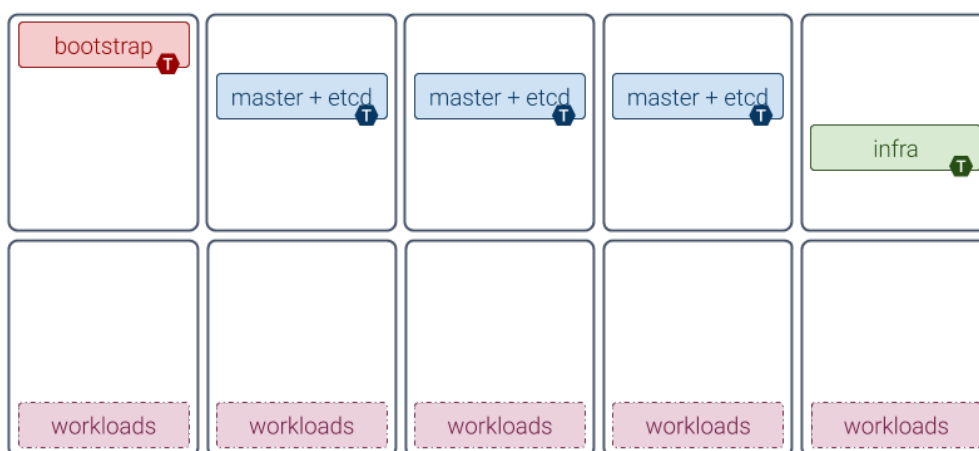 bootstrap
T
master + etcd
T
master + etcd
T
master + etcd
T
infra
T
workloads
workloads
workloads
workloads
workloads